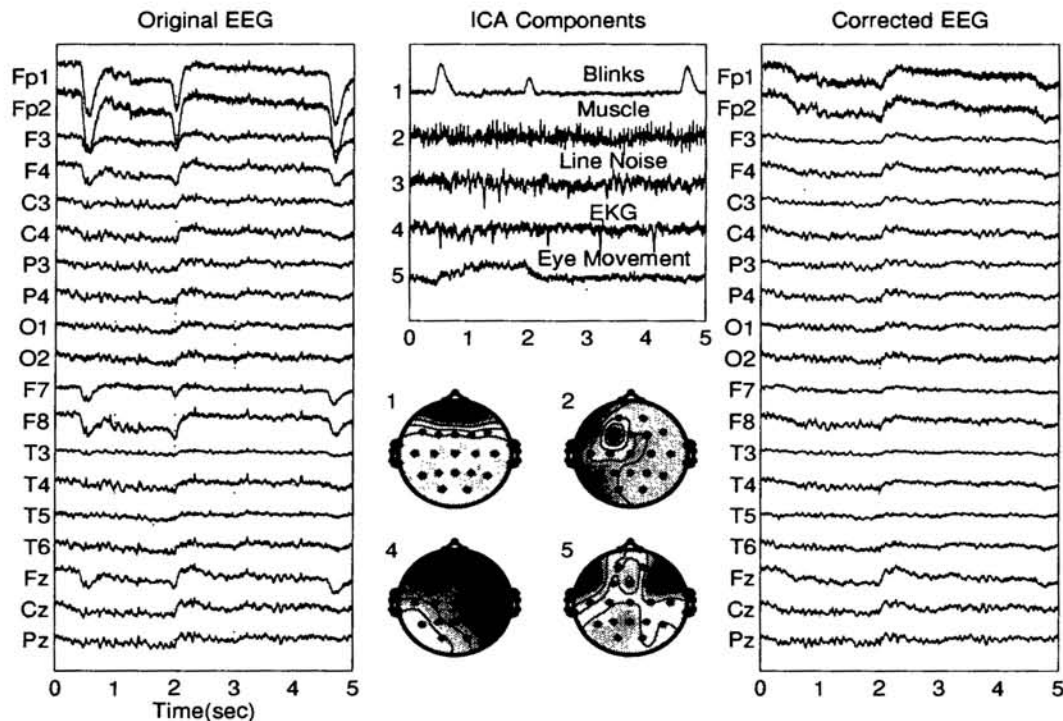 Original EEG
Fp1
Fp2
F3
F4
C3
C4
P3
P4
O1
O2
F7
F8
T3
T4
T5
T6
Fz
Cz
Pz
0 1 2 3 4 5
Time(sec)
ICA Components
1 Blinks
2 Muscle
3 Line Noise
4 EKG
5 Eye Movement
0 1 2 3 4 5
1 2
4 5
Corrected EEG
Fp1
Fp2
F3
F4
C3
C4
P3
P4
O1
O2
F7
F8
T3
T4
T5
T6
Fz
Cz
Pz
0 1 2 3 4 5